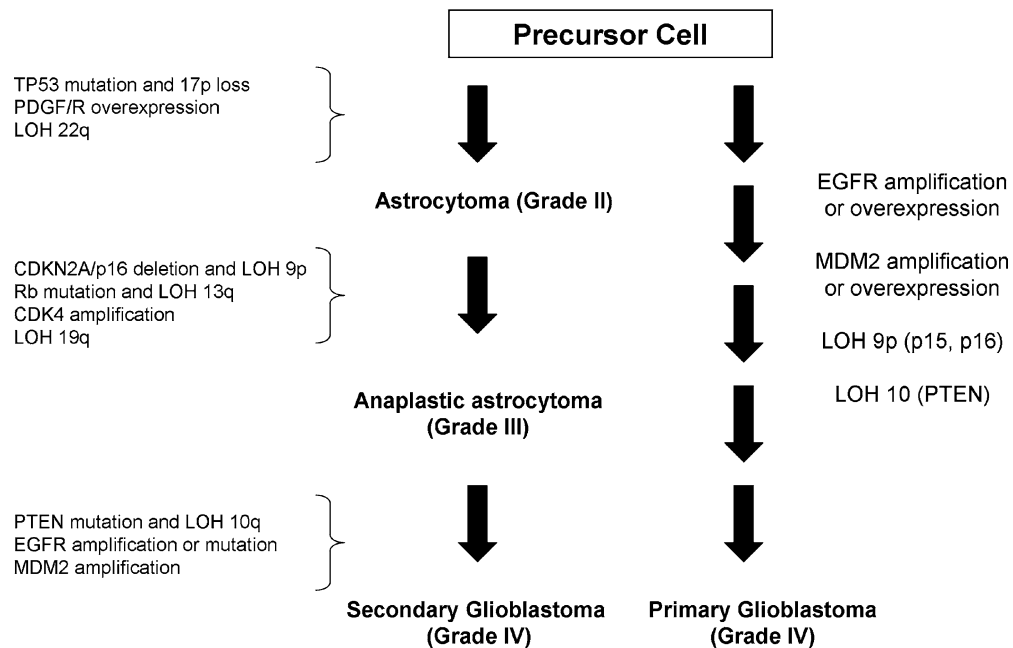 Precursor Cell
TP53 mutation and 17p loss
PDGF/R overexpression
LOH 22q
Astrocytoma (Grade II)
EGFR amplification
or overexpression
CDKN2A/p16 deletion and LOH 9p
Rb mutation and LOH 13q
CDK4 amplification
LOH 19q
MDM2 amplification
or overexpression
LOH 9p (p15, p16)
LOH 10 (PTEN)
Anaplastic astrocytoma
(Grade III)
PTEN mutation and LOH 10q
EGFR amplification or mutation
MDM2 amplification
Secondary Glioblastoma
(Grade IV)
Primary Glioblastoma
(Grade IV)